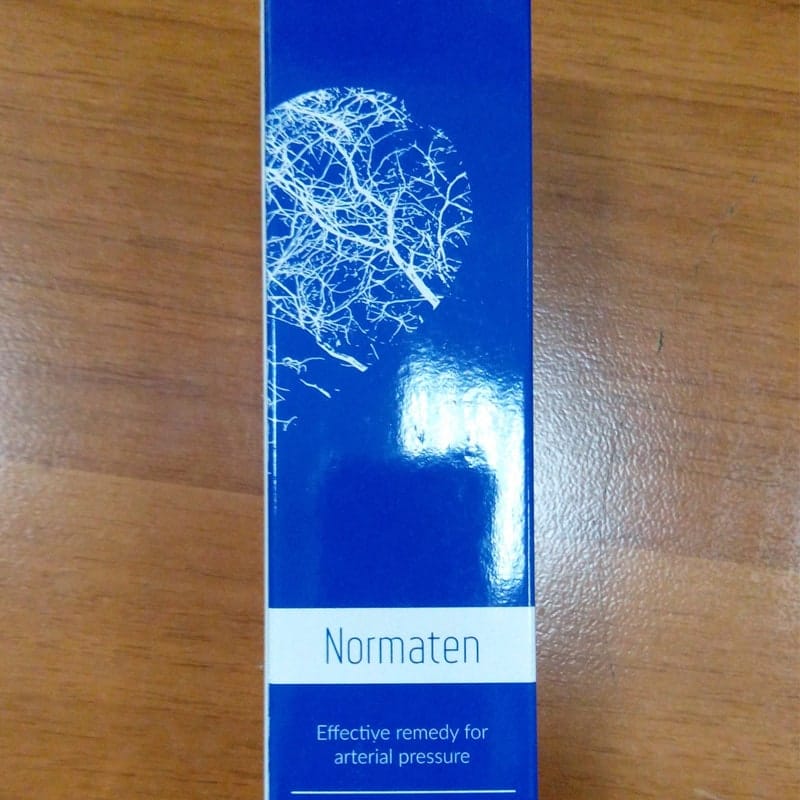 Normaten
Effective remedy for
arterial pressure